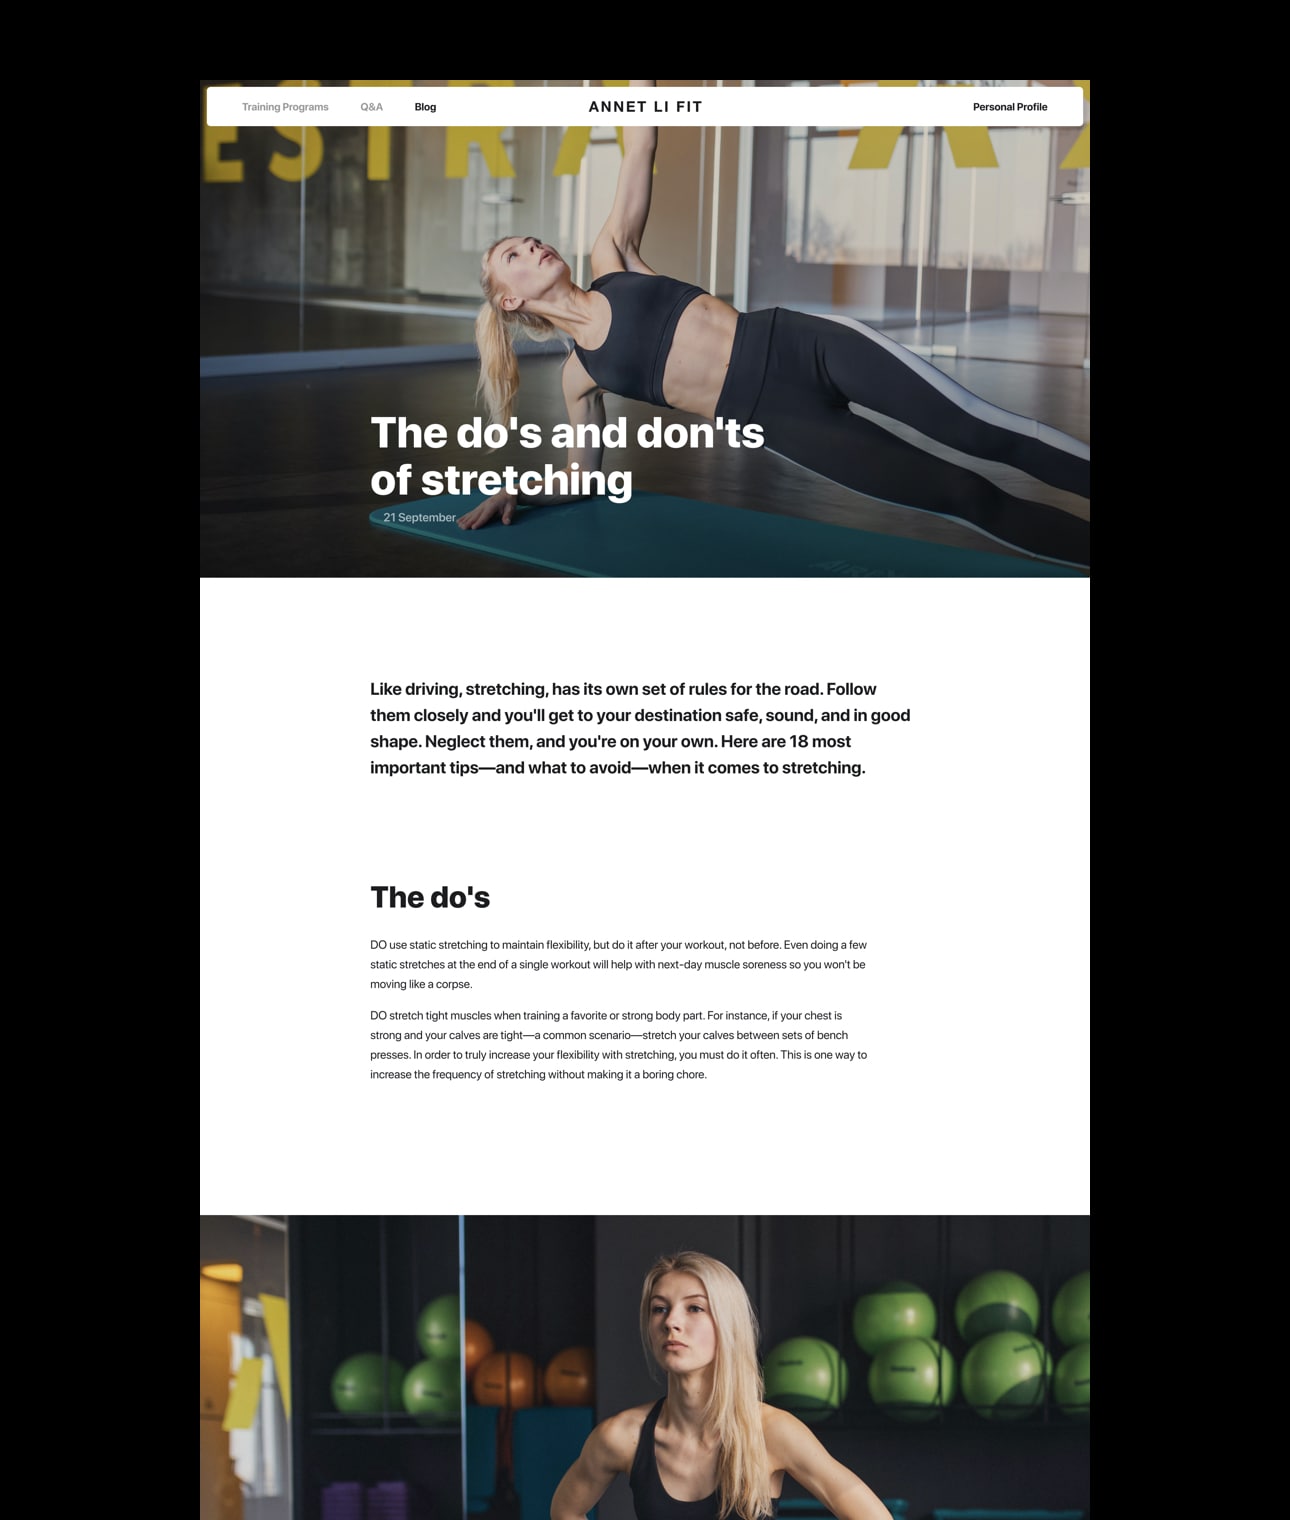 Training Programs Q&A Blog ANNET LI FIT Personal Profile
The do's and don'ts
of stretching
21 September
Like driving, stretching, has its own set of rules for the road. Follow
them closely and you'll get to your destination safe, sound, and in good
shape. Neglect them, and you're on your own. Here are 18 most
important tips—and what to avoid—when it comes to stretching.
The do's
DO use static stretching to maintain flexibility, but do it after your workout, not before. Even doing a few
static stretches at the end of a single workout will help with next-day muscle soreness so you won't be
moving like a corpse.
DO stretch tight muscles when training a favorite or strong body part. For instance, if your chest is
strong and your calves are tight—a common scenario—stretch your calves between sets of bench
presses. In order to truly increase your flexibility with stretching, you must do it often. This is one way to
increase the frequency of stretching without making it a boring chore.